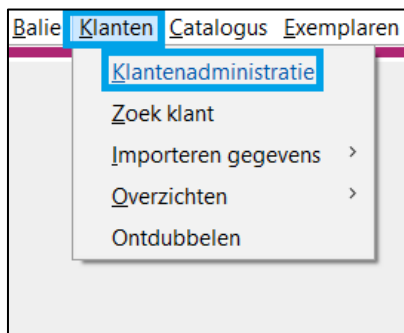 Balie Klanten Catalogus Exemplaren
Klantenadministratie
Zoek klant
Importeren gegevens >
Overzichten >
Ontdubbelen